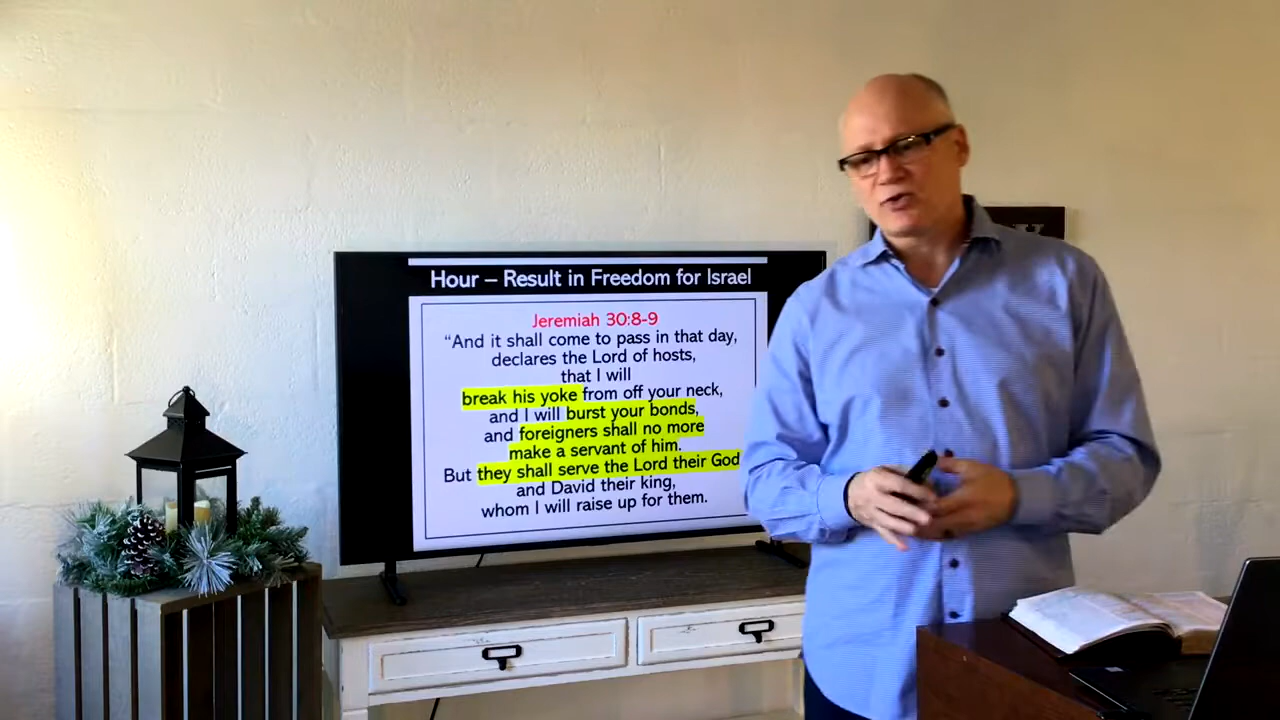 Hour – Result in Freedom for Israel
Jeremiah 30:8-9
“And it shall come to pass in that day,
declares the Lord of hosts,
that I will
break his yoke from off your neck,
and I will burst your bonds,
and foreigners shall no more
make a servant of him.
But they shall serve the Lord their God
and David their king,
whom I will raise up for them.